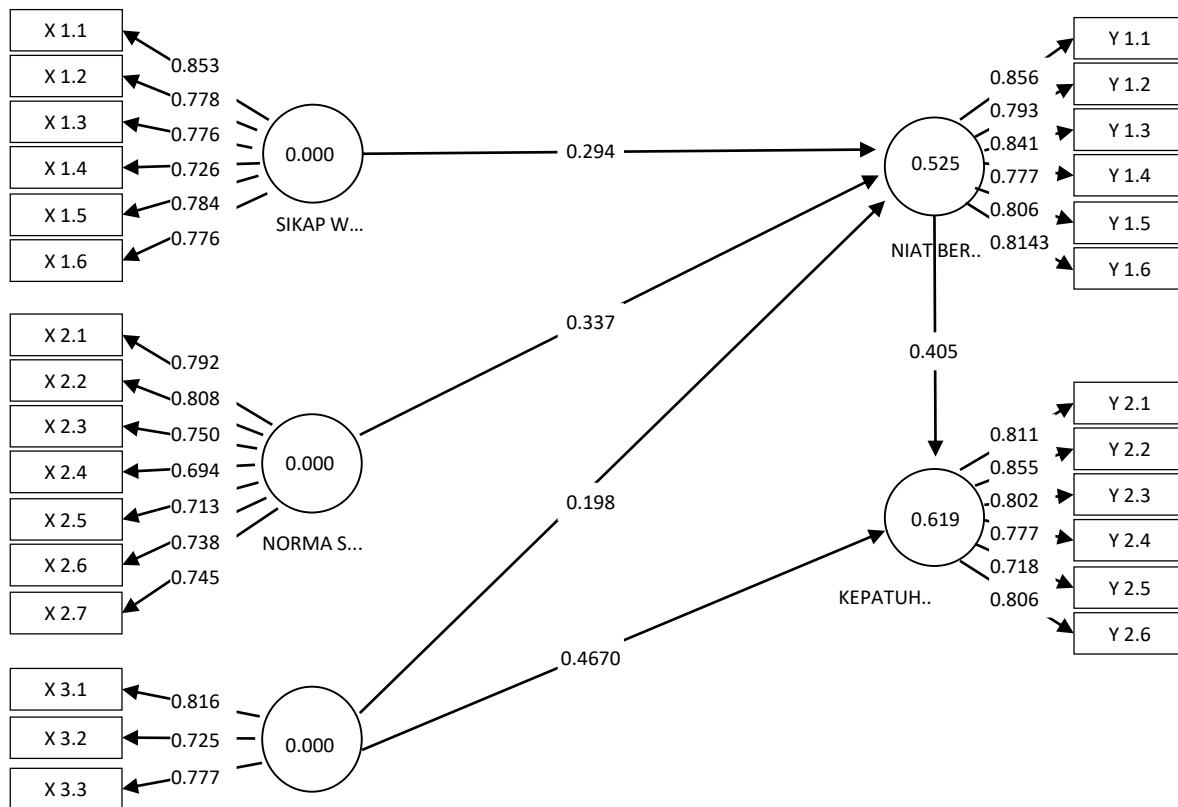 X 1.1
X 1.2
X 1.3
X 1.4
X 1.5
X 1.6
0.853
0.778
0.776
0.726
0.784
0.776
0.000
SIKAP W...
0.294
X 2.1
X 2.2
X 2.3
X 2.4
X 2.5
X 2.6
X 2.7
0.792
0.808
0.750
0.694
0.713
0.738
0.745
0.000
NORMA S...
0.337
X 3.1
X 3.2
X 3.3
0.816
0.725
0.777
0.000
0.198
0.4670
0.525
NIAT BER..
0.856
0.793
0.841
0.777
0.806
0.8143
Y 1.1
Y 1.2
Y 1.3
Y 1.4
Y 1.5
Y 1.6
0.405
0.619
KEPATUH..
0.811
0.855
0.802
0.777
0.718
0.806
Y 2.1
Y 2.2
Y 2.3
Y 2.4
Y 2.5
Y 2.6